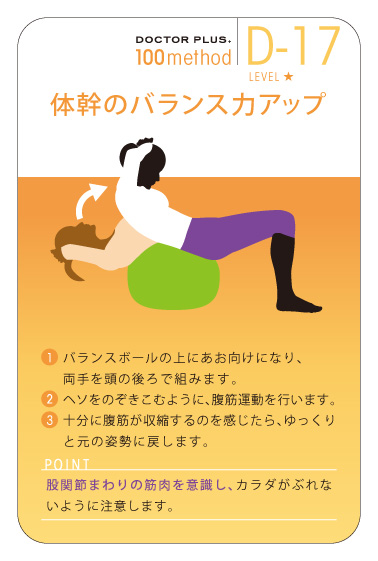 DOCTOR PLUS.
100method
D-17
LEVEL ★
体幹のバランス力アップ
1 バランスボールの上にあお向けになり、
両手を頭の後ろで組みます。
2 ヘソをのぞきこむように、腹筋運動を行います。
3 十分に腹筋が収縮するのを感じたら、ゆっくり
と元の姿勢に戻します。
POINT
股関節まわりの筋肉を意識し、カラダがぶれな
いように注意します。